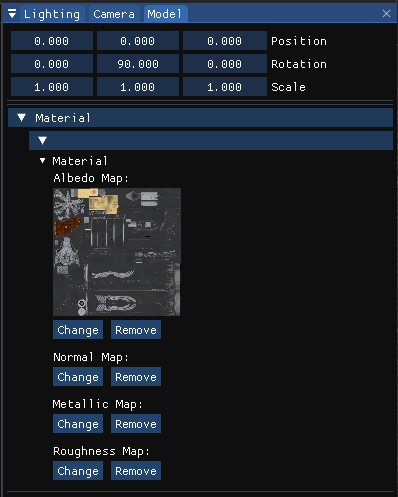 Lighting Camera Model
0.000 0.000 0.000 Position
0.000 90.000 0.000 Rotation
1.000 1.000 1.000 Scale
Material
Material
Albedo Map:
Change Remove
Normal Map:
Change Remove
Metallic Map:
Change Remove
Roughness Map:
Change Remove